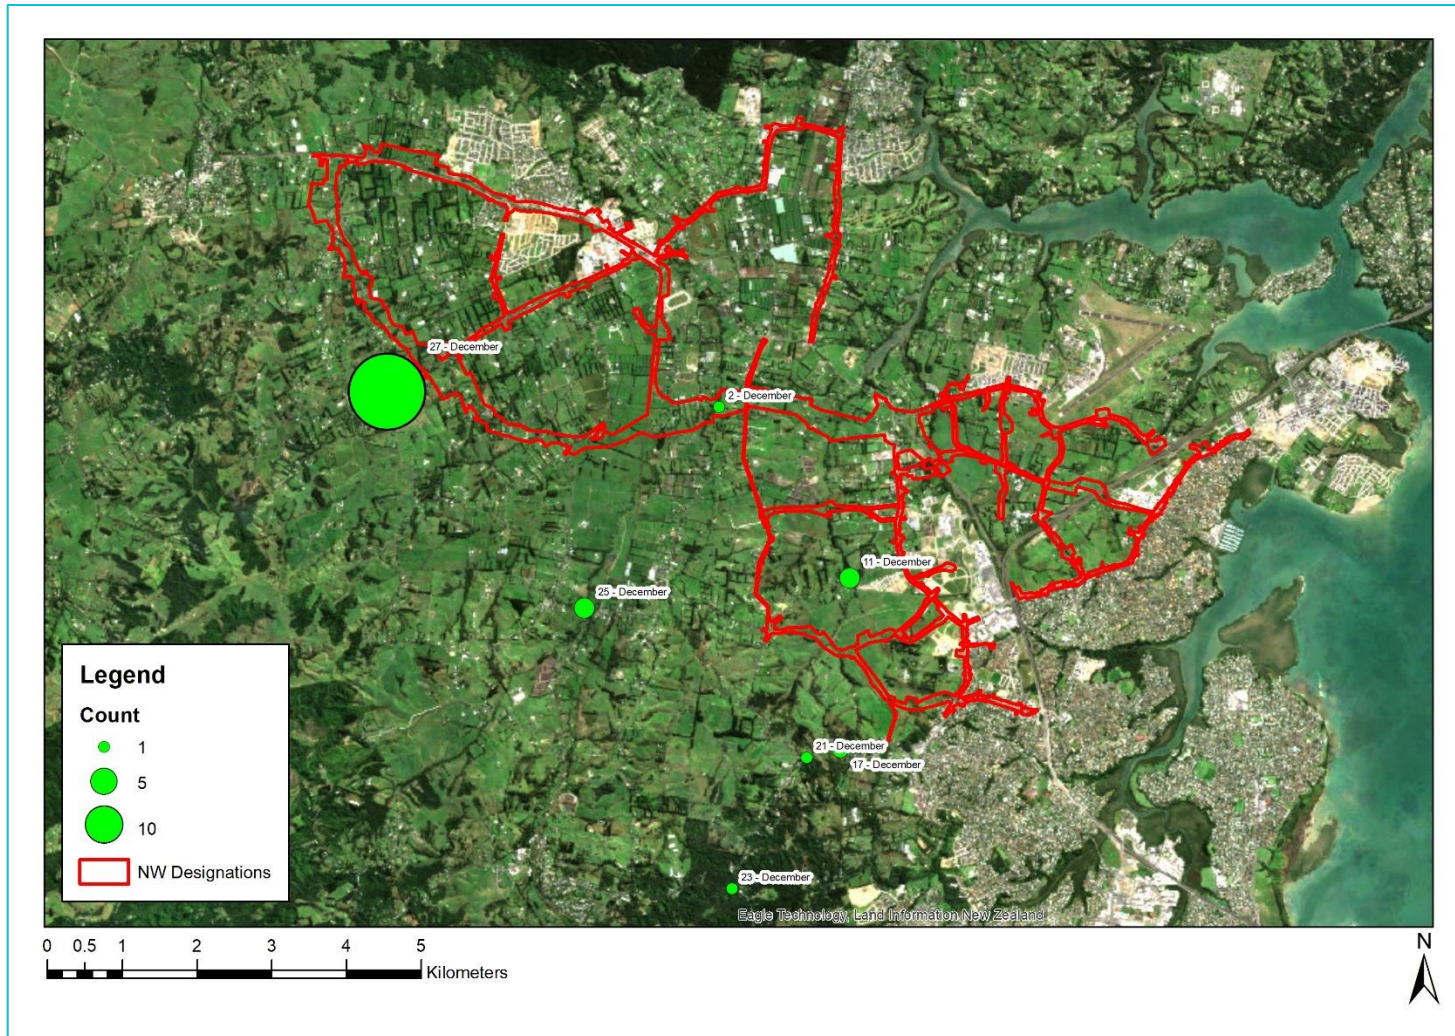 27 - December
2 - December
11 - December
25 - December
21 - December
17 - December
23 - December
Legend
Count
1
5
10
NW Designations
Eagle Technology, Land Information New Zealand
0 0.5 1 2 3 4 5
Kilometers
N